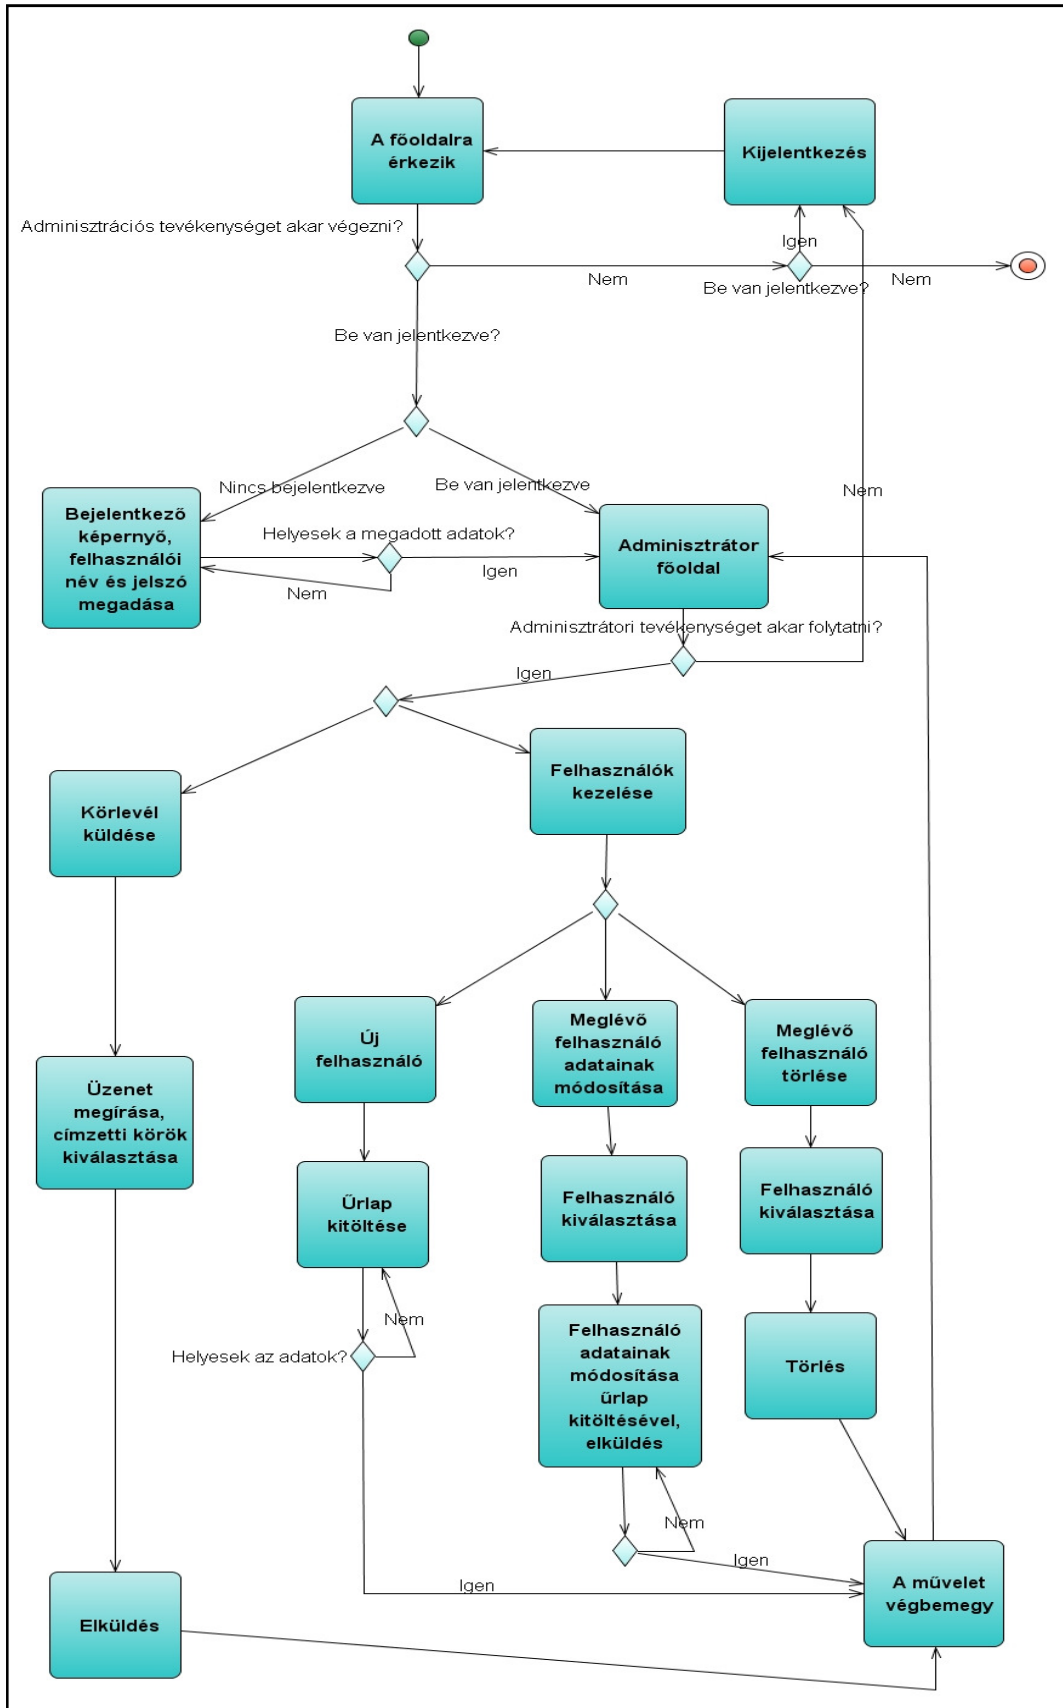 A főoldalra
érkezik
Kijelentkezés
Adminisztrációs tevékenységet akar végezni?
Igen
Nem
Be van jelentkezve?
Nem
Be van jelentkezve?
Nincs bejelentkezve
Be van jelentkezve
Nem
Bejelentkező
képernyő,
felhasználói
név és jelszó
megadása
Helyesek a megadott adatok?
Igen
Nem
Adminisztrátor
főoldal
Adminisztrátori tevékenységet akar folytatni?
Igen
Felhasználók
kezelése
Körlevél
küldése
Új
felhasználó
Meglévő
felhasználó
adatainak
módosítása
Meglévő
felhasználó
törlése
Üzenet
megírása,
címzetti körök
kiválasztása
Űrlap
kitöltése
Felhasználó
kiválasztása
Felhasználó
kiválasztása
Nem
Helyesek az adatok?
Felhasználó
adatainak
módosítása
űrlap
kitöltésével,
elküldés
Törlés
Nem
Igen
Igen
A művelet
végbemegy
Elküldés